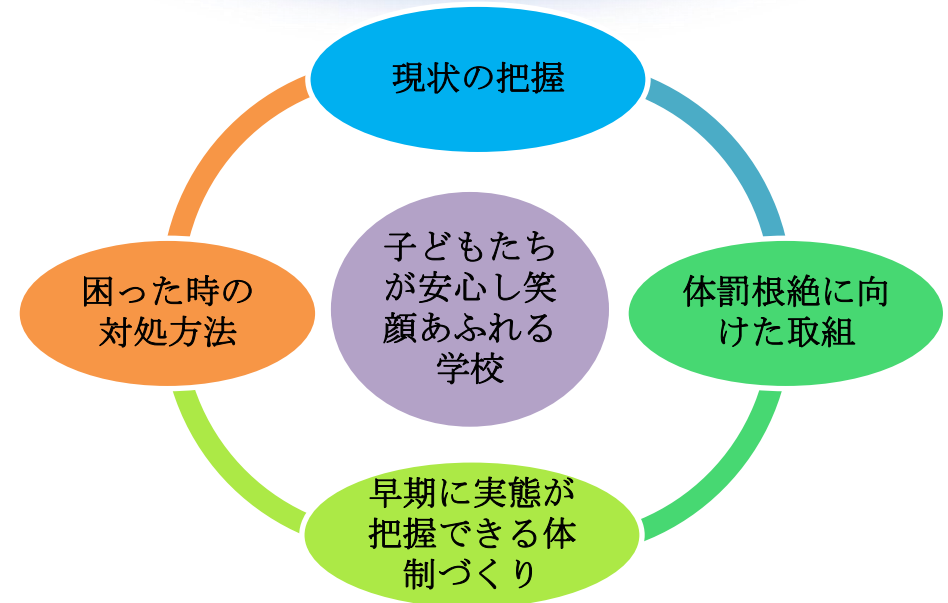 現状の把握
子どもたち
が安心し笑
顔あふれる
学校
困った時の
対処方法
体罰根絶に向
けた取組
早期に実態が
把握できる体
制づくり